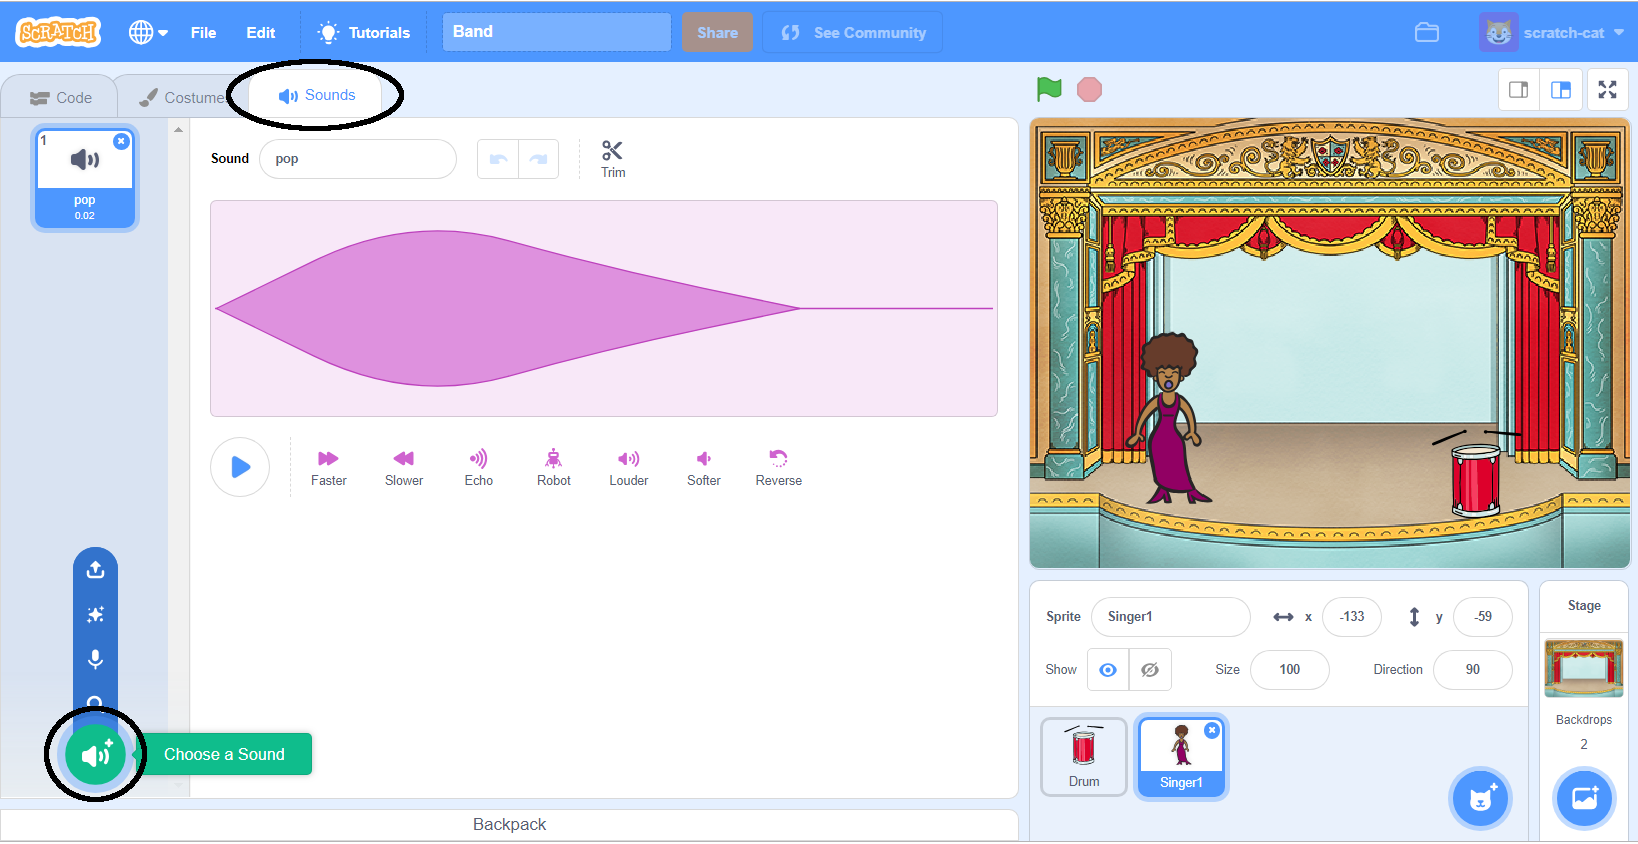 SCRATCH File Edit Tutorials Band Share See Community scratch-cat
Code Costumes Sounds
1
pop
0.02
Sound pop
Trim
Faster Slower Echo Robot Louder Softer Reverse
Choose a Sound
Backpack
Sprite Singer1 x -133 y -59
Show Size 100 Direction 90
Drum
Singer1
Stage
Backdrops
2